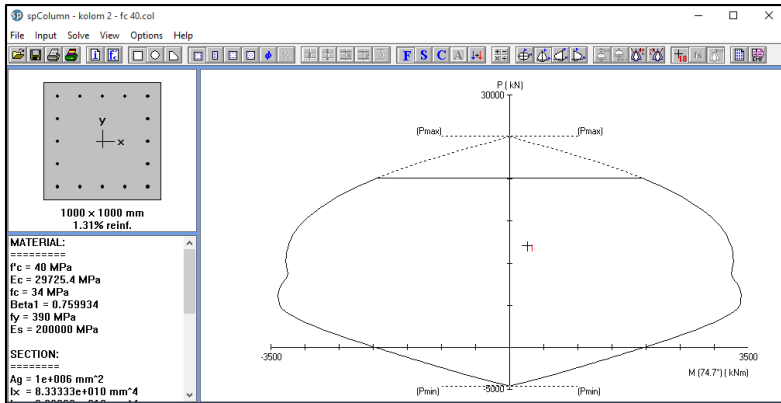 spColumn - kolom 2 - fc 40.col
File Input Solve View Options Help
F S C A
18 fs
y
x
1000 x 1000 mm
1.31% reinf.
MATERIAL:
=========
f'c = 40 MPa
Ec = 29725.4 MPa
fc = 34 MPa
Beta1 = 0.759934
fy = 390 MPa
Es = 200000 MPa
SECTION:
========
Ag = 1e+006 mm^2
Ix = 8.33333e+010 mm^4
P ( kN)
30000
(Pmax) (Pmax)
1
-3500 3500
M (74.7°) ( kNm)
(Pmin) -5000 (Pmin)